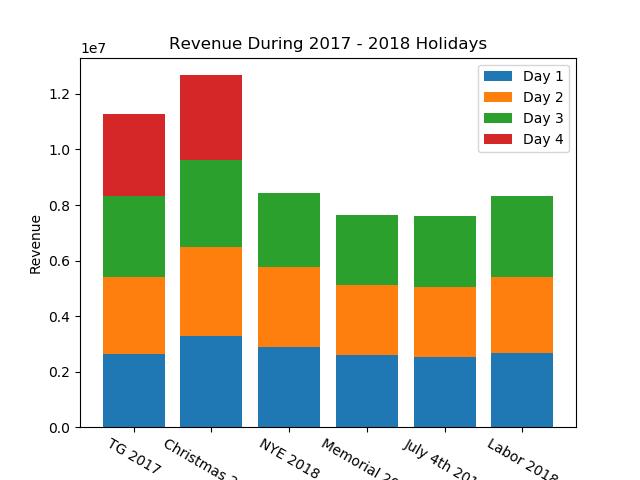 Revenue During 2017 - 2018 Holidays
1e7
Day 1
Day 2
Day 3
Day 4
1.2
1.0
0.8
0.6
0.4
0.2
0.0
Revenue
TG 2017
Christmas
NYE 2018
Memorial
July 4th
Labor 2018